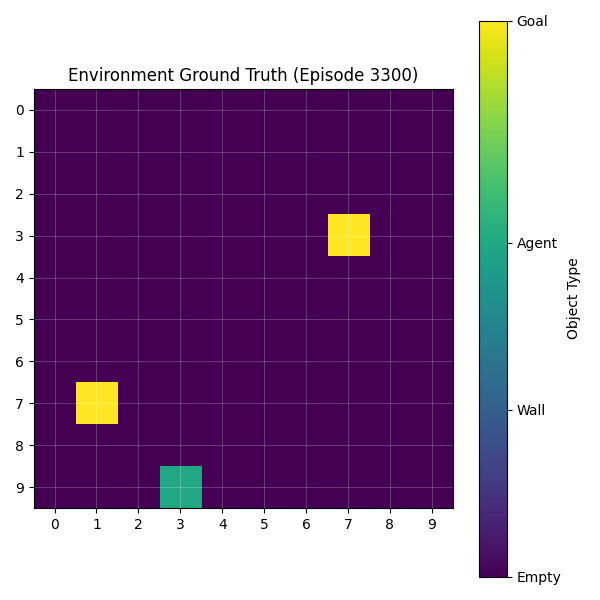 Environment Ground Truth (Episode 3300)
0
1
2
3
4
5
6
7
8
9
0 1 2 3 4 5 6 7 8 9
Goal
Agent
Wall
Empty
Object Type